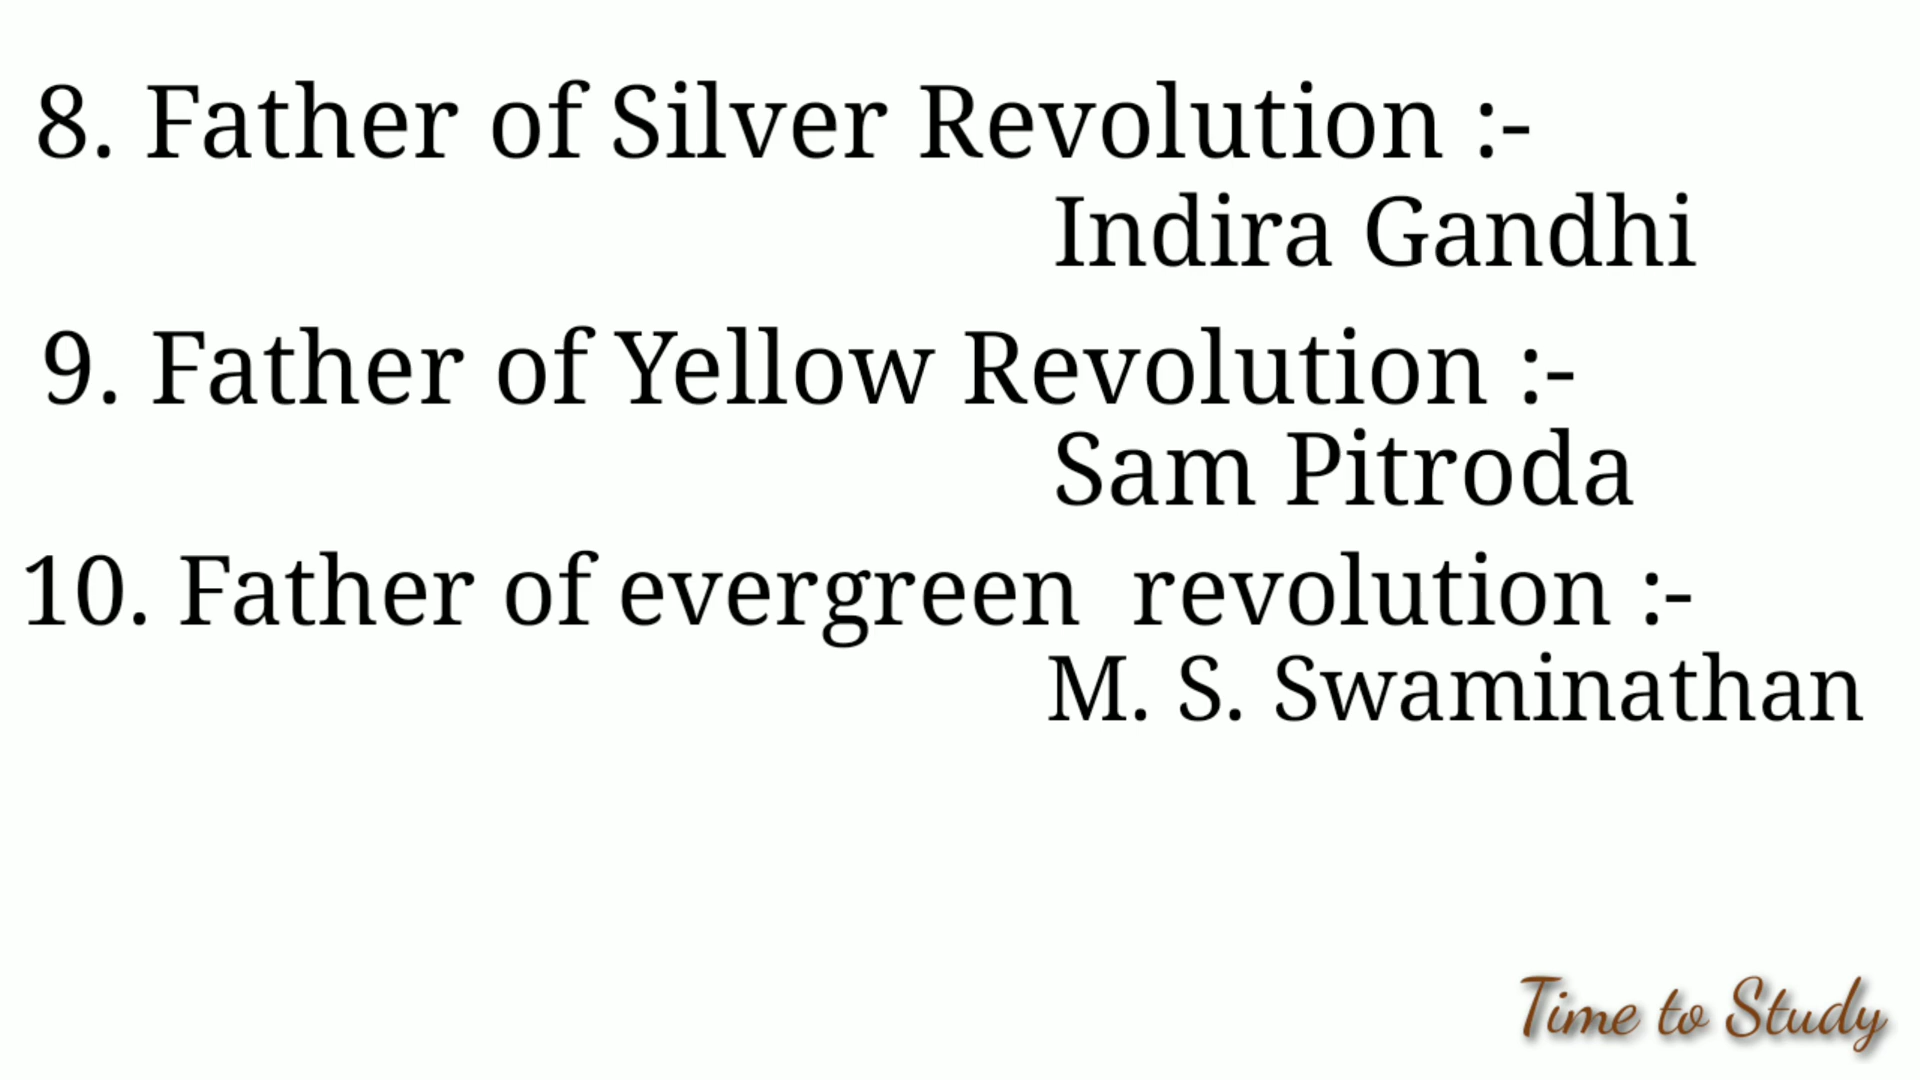 8. Father of Silver Revolution :-
Indira Gandhi
9. Father of Yellow Revolution :-
Sam Pitroda
10. Father of evergreen revolution :-
M. S. Swaminathan
Time to Study